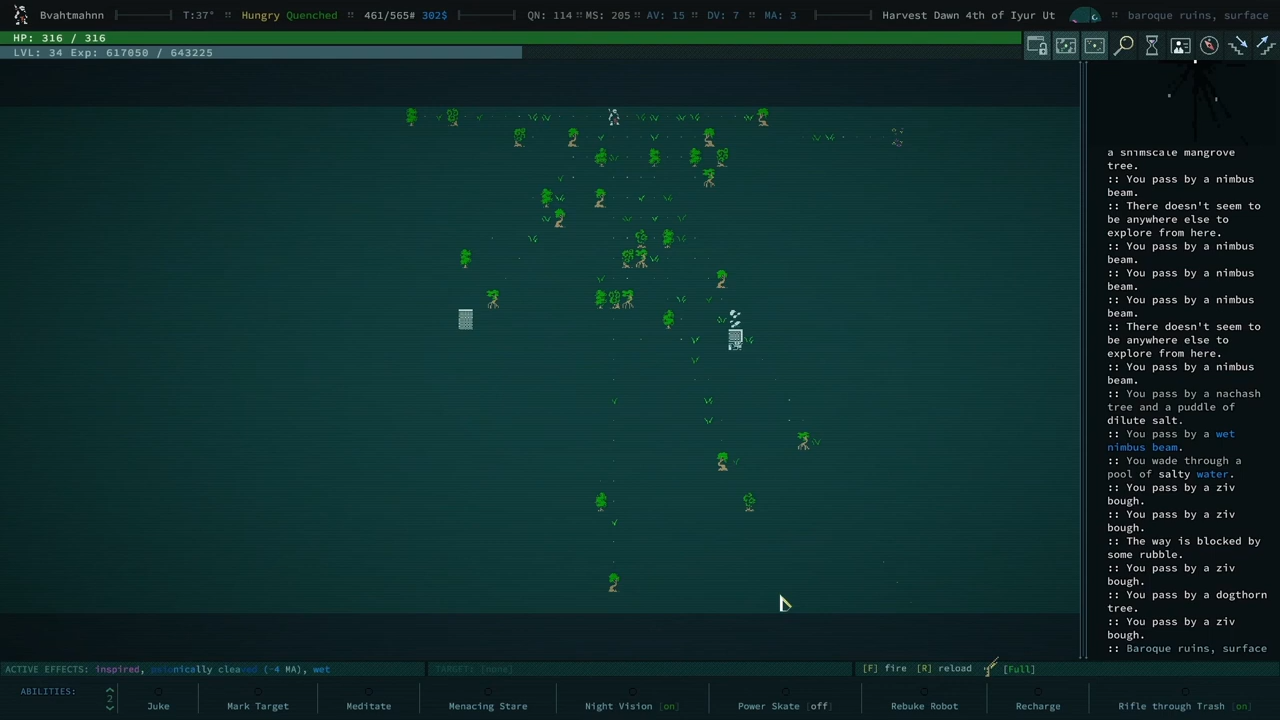 Bvahtmahnn T:37° Hungry Quenched 461/565# 302$ QN: 114 MS: 205 AV: 15 DV: 7 MA: 3 Harvest Dawn 4th of Iyur Ut baroque ruins, surface
HP: 316 / 316
LVL: 34 Exp: 617050 / 643225
a shimscale mangrove
tree.
:: You pass by a nimbus
beam.
:: There doesn't seem to
be anywhere else to
explore from here.
:: You pass by a nimbus
beam.
:: You pass by a nimbus
beam.
:: You pass by a nimbus
beam.
:: There doesn't seem to
be anywhere else to
explore from here.
:: You pass by a nimbus
beam.
:: You pass by a nachash
tree and a puddle of
dilute salt.
:: You pass by a wet
nimbus beam.
:: You wade through a
pool of salty water.
:: You pass by a ziv
bough.
:: You pass by a ziv
bough.
:: The way is blocked by
some rubble.
:: You pass by a ziv
bough.
:: You pass by a dogthorn
tree.
:: You pass by a ziv
bough.
:: Baroque ruins, surface
ACTIVE EFFECTS: inspired, psionically cleaved (-4 MA), wet TARGET: [none] [F] fire [R] reload [Full]
ABILITIES: 2 Juke Mark Target Meditate Menacing Stare Night Vision [on] Power Skate [off] Rebuke Robot Recharge Rifle through Trash [on]